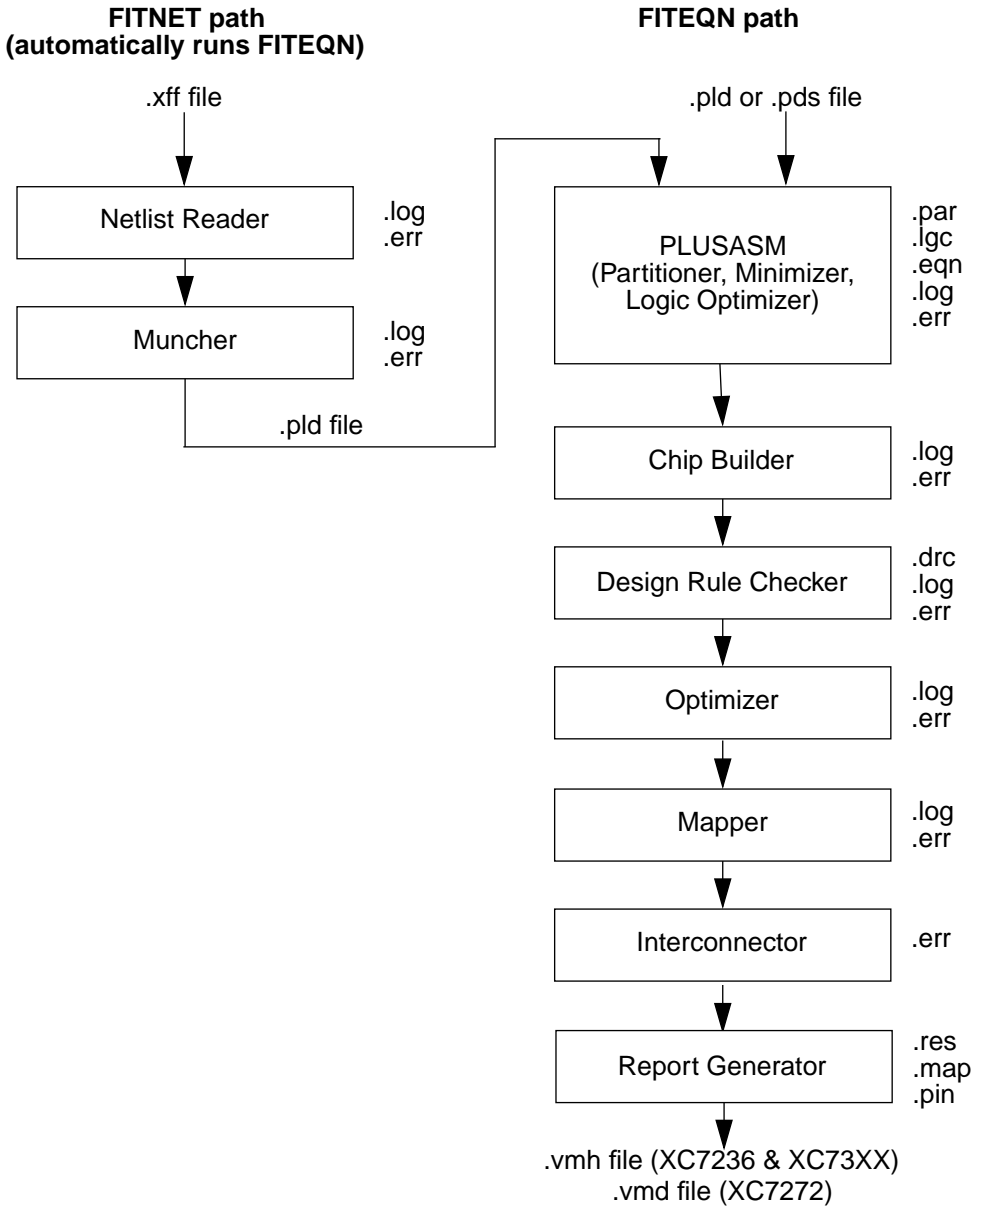 FITNET path
(automatically runs FITEQN)
.xff file
Netlist Reader
.log
.err
Muncher
.log
.err
.pld file
FITEQN path
.pld or .pds file
PLUSASM
(Partitioner, Minimizer,
Logic Optimizer)
.par
.lgc
.eqn
.log
.err
Chip Builder
.log
.err
Design Rule Checker
.drc
.log
.err
Optimizer
.log
.err
Mapper
.log
.err
Interconnector
.err
Report Generator
.res
.map
.pin
.vmh file (XC7236 & XC73XX)
.vmd file (XC7272)